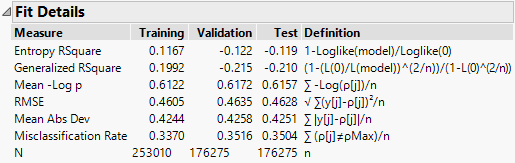 Fit Details
Measure Training Validation Test Definition
Entropy RSquare 0.1167 -0.122 -0.119 1-Loglike(model)/Loglike(0)
Generalized RSquare 0.1992 -0.215 -0.210 (1-(L(0)/L(model))^(2/n))/(1-L(0)^(2/n))
Mean -Log p 0.6122 0.6172 0.6157 ∑ -Log(ρ[j])/n
RMSE 0.4605 0.4635 0.4628 √ ∑(y[j]-ρ[j])²/n
Mean Abs Dev 0.4244 0.4258 0.4251 ∑ |y[j]-ρ[j]|/n
Misclassification Rate 0.3370 0.3516 0.3504 ∑ (ρ[j]≠ρMax)/n
N 253010 176275 176275 n